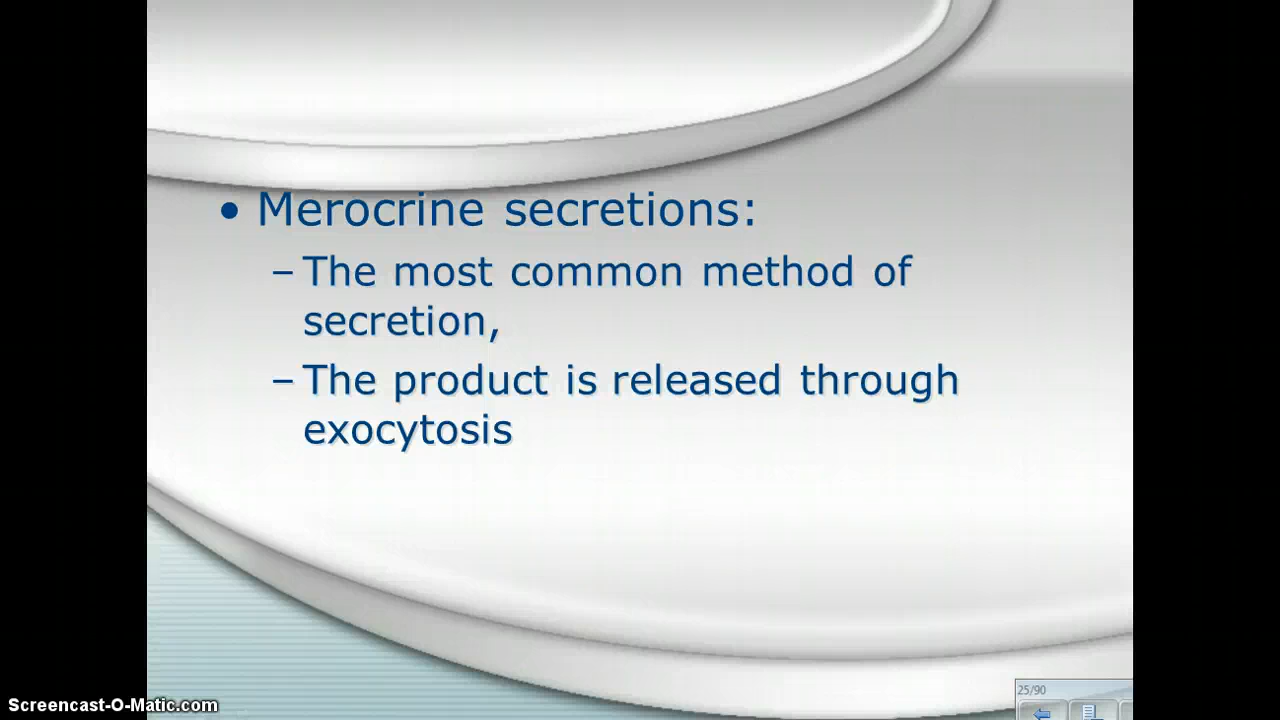 • Merocrine secretions:
– The most common method of
secretion,
– The product is released through
exocytosis
25/90
Screencast-O-Matic.com